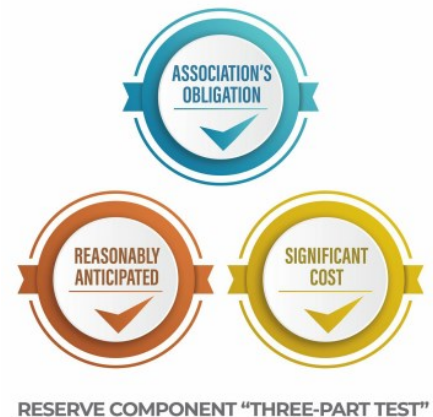 ASSOCIATION'S
OBLIGATION
REASONABLY
ANTICIPATED
SIGNIFICANT
COST
RESERVE COMPONENT “THREE-PART TEST”